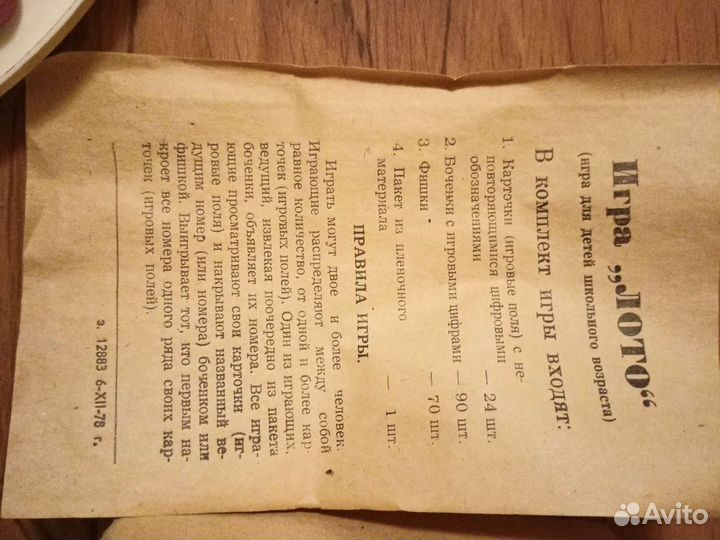 Игра „ЛОТО“
(игра для детей школьного возраста)
В комплект игры входят:
1. Карточки (игровые поля) с не-
повторяющимися цифровыми
обозначениями — 24 шт.
2. Боченки с игровыми цифрами — 90 шт.
3. Фишки - — 70 шт.
4. Пакет из пленочного
материала — 1 шт.
ПРАВИЛА ИГРЫ.
Играть могут двое и более человек.
Играющие распределяют между собой
равное количество, от одной и более кар-
точек (игровых полей). Один из играющих,
ведущий, извлекая поочередно из пакета
боченки, объявляет их номера. Все игра-
ющие просматривают свои карточки (иг-
ровые поля) и накрывают названный ве-
дущим номер (или номера) боченком или
фишкой. Выигрывает тот, кто первым на-
кроет все номера одного ряда своих кар-
точек (игровых полей).
з. 12883 6-XII-78 г.
Avito